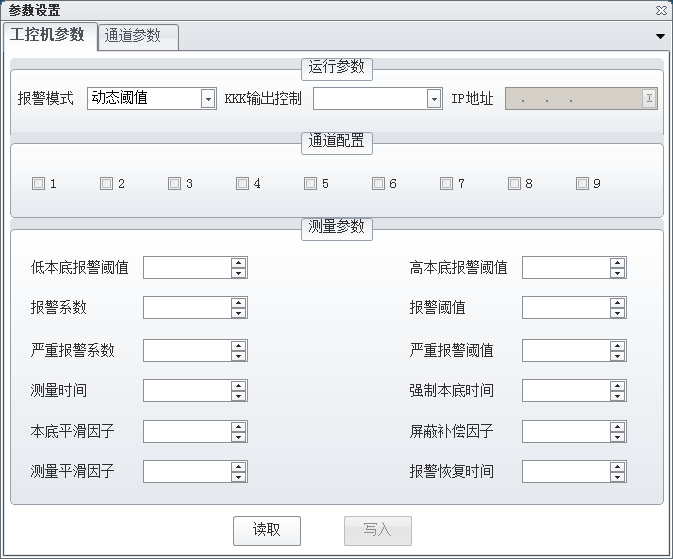 参数设置
工控机参数 通道参数
运行参数
报警模式 动态阈值 KKK输出控制 IP地址 . . .
通道配置
1 2 3 4 5 6 7 8 9
测量参数
低本底报警阈值 高本底报警阈值
报警系数 报警阈值
严重报警系数 严重报警阈值
测量时间 强制本底时间
本底平滑因子 屏蔽补偿因子
测量平滑因子 报警恢复时间
读取 写入